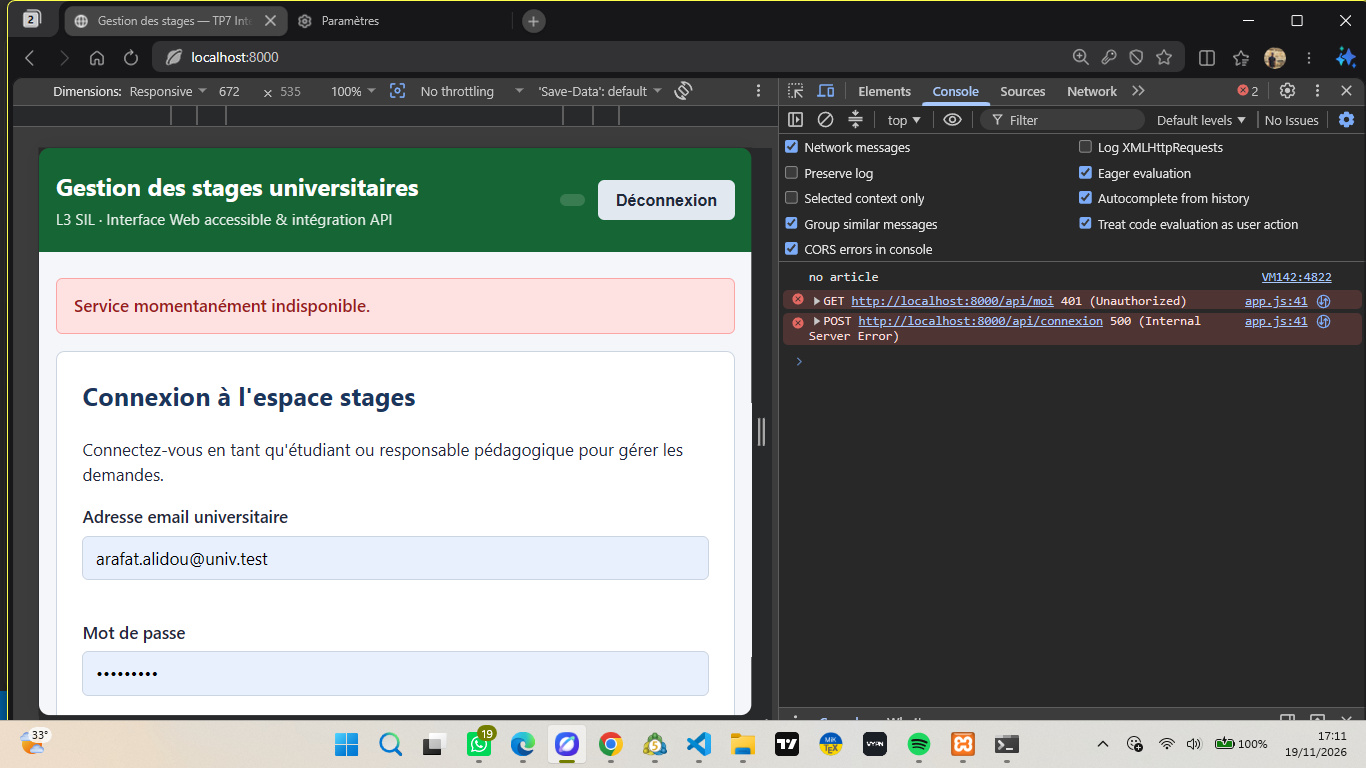 2
Gestion des stages — TP7 Int
Paramètres
localhost:8000
Dimensions: Responsive
672
×
535
100%
No throttling
'Save-Data': default
Elements
Console
Sources
Network
2
top
Filter
Default levels
No Issues
Network messages
Log XMLHttpRequests
Preserve log
Eager evaluation
Selected context only
Autocomplete from history
Group similar messages
Treat code evaluation as user action
CORS errors in console
no article
VM142:4822
GET http://localhost:8000/api/moi 401 (Unauthorized)
app.js:41
POST http://localhost:8000/api/connexion 500 (Internal
Server Error)
app.js:41
Gestion des stages universitaires
L3 SIL · Interface Web accessible & intégration API
Déconnexion
Service momentanément indisponible.
Connexion à l'espace stages
Connectez-vous en tant qu'étudiant ou responsable pédagogique pour gérer les
demandes.
Adresse email universitaire
arafat.alidou@univ.test
Mot de passe
•••••••••
33°
19
100%
17:11
19/11/2026